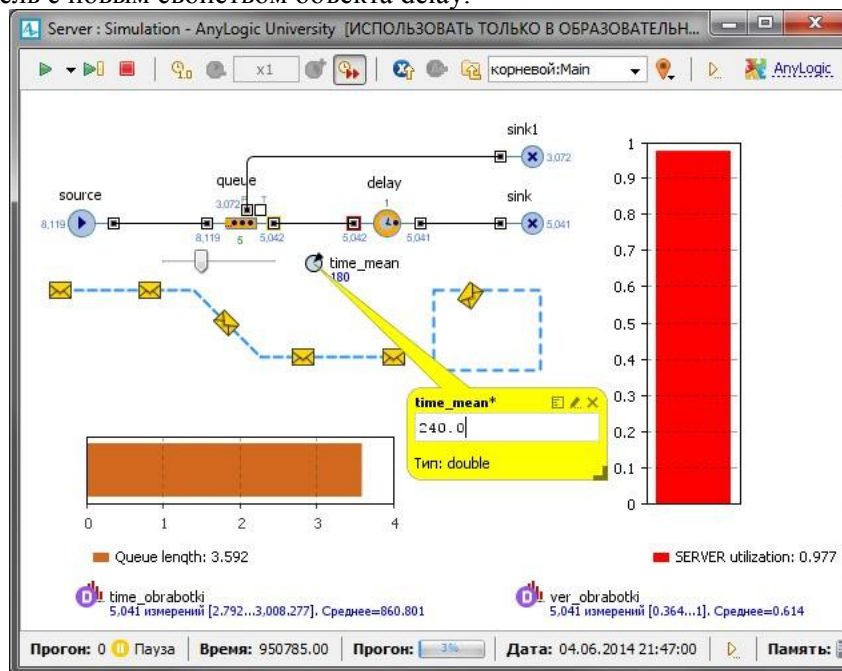 ель с новым свойством объекта delay.
Server : Simulation - AnyLogic University [ИСПОЛЬЗОВАТЬ ТОЛЬКО В ОБРАЗОВАТЕЛЬН...
x1
корневой:Main
AnyLogic
sink1
3,072
source
queue
delay
sink
8,119
3,072
1
5,041
8,119
5
5,042
5,042
5,041
time_mean
180
time_mean*
240.0
Тип: double
1
0.9
0.8
0.7
0.6
0.5
0.4
0.3
0.2
0.1
0
0 1 2 3 4
Queue length: 3.592
SERVER utilization: 0.977
time_obrabotki
5,041 измерений [2.792...3,008.277]. Среднее=860.801
ver_obrabotki
5,041 измерений [0.364...1]. Среднее=0.614
Прогон: 0 Пауза Время: 950785.00 Прогон: 3% Дата: 04.06.2014 21:47:00 Память: